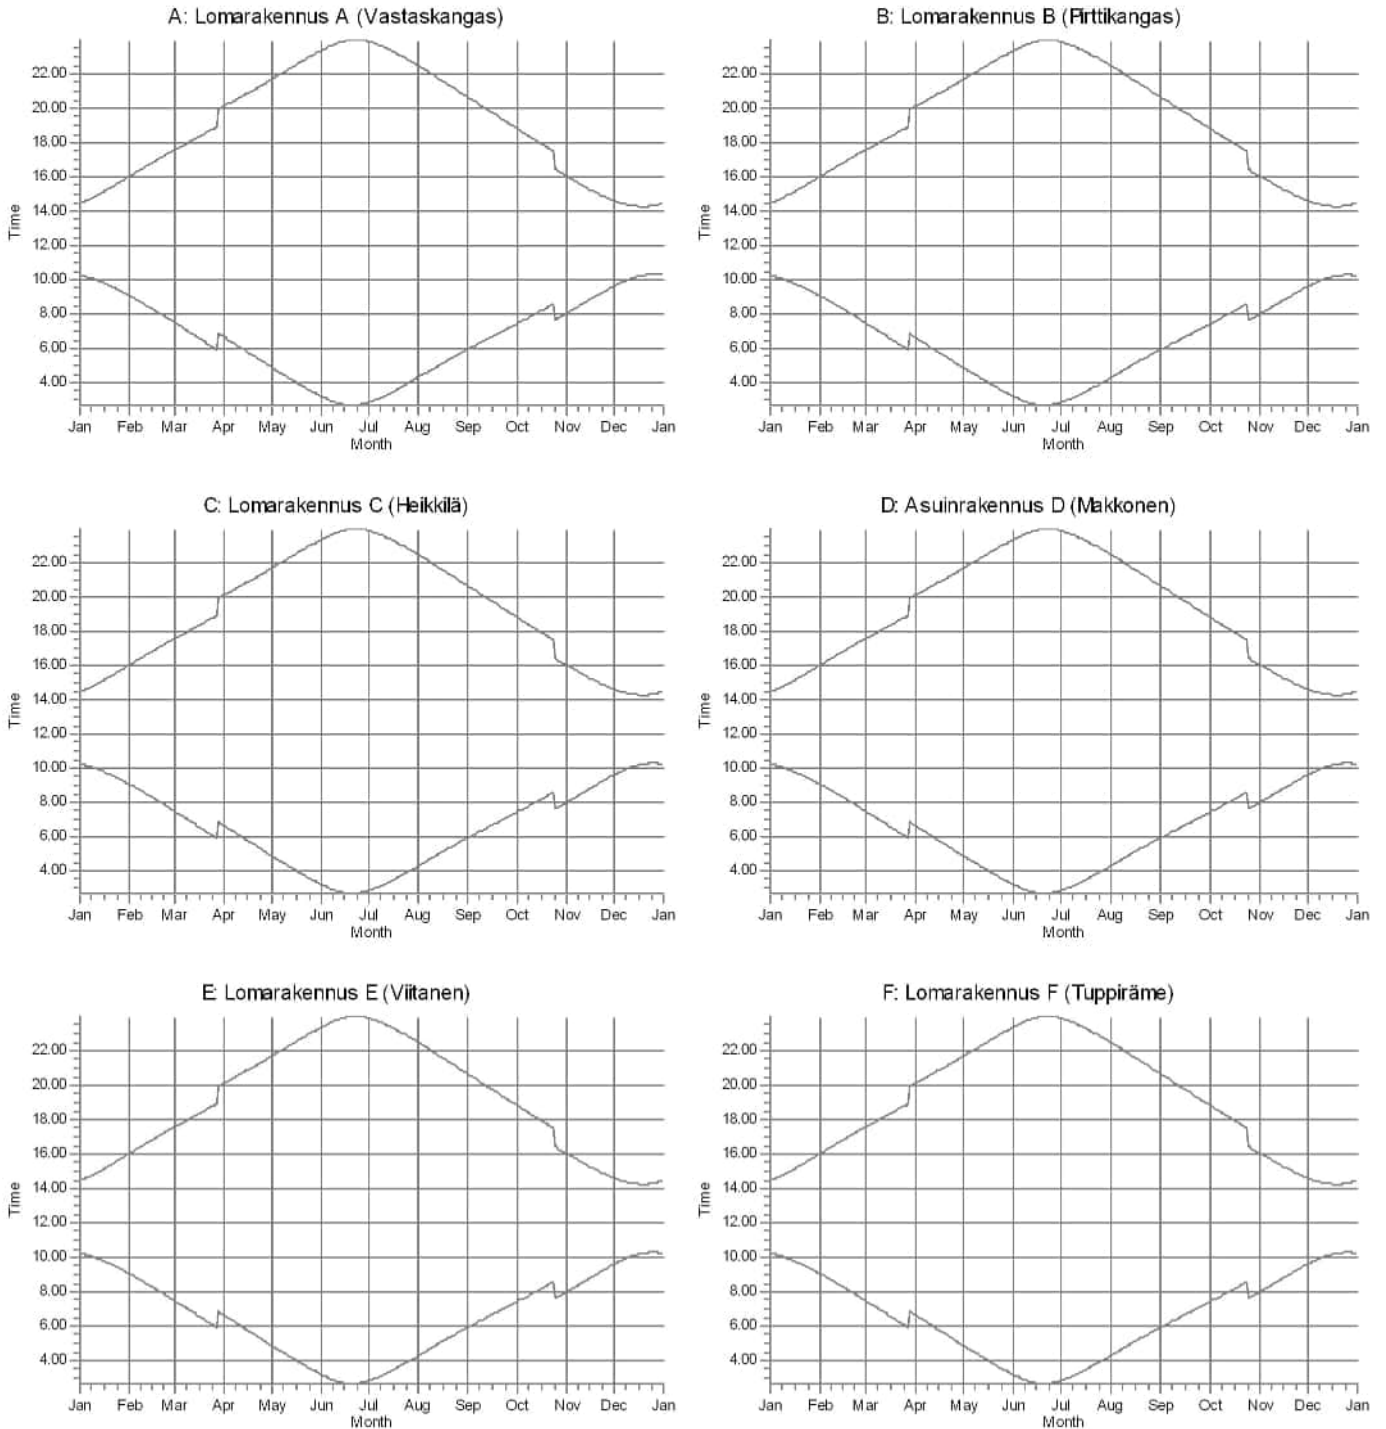 A: Lomarakennus A (Vastaskangas)
22.00
20.00
18.00
16.00
14.00
12.00
10.00
8.00
6.00
4.00
Time
Jan Feb Mar Apr May Jun Jul Aug Sep Oct Nov Dec Jan
Month
B: Lomarakennus B (Pirttikangas)
22.00
20.00
18.00
16.00
14.00
12.00
10.00
8.00
6.00
4.00
Time
Jan Feb Mar Apr May Jun Jul Aug Sep Oct Nov Dec Jan
Month
C: Lomarakennus C (Heikkilä)
22.00
20.00
18.00
16.00
14.00
12.00
10.00
8.00
6.00
4.00
Time
Jan Feb Mar Apr May Jun Jul Aug Sep Oct Nov Dec Jan
Month
D: Asuinrakennus D (Makkonen)
22.00
20.00
18.00
16.00
14.00
12.00
10.00
8.00
6.00
4.00
Time
Jan Feb Mar Apr May Jun Jul Aug Sep Oct Nov Dec Jan
Month
E: Lomarakennus E (Viitanen)
22.00
20.00
18.00
16.00
14.00
12.00
10.00
8.00
6.00
4.00
Time
Jan Feb Mar Apr May Jun Jul Aug Sep Oct Nov Dec Jan
Month
F: Lomarakennus F (Tuppiräme)
22.00
20.00
18.00
16.00
14.00
12.00
10.00
8.00
6.00
4.00
Time
Jan Feb Mar Apr May Jun Jul Aug Sep Oct Nov Dec Jan
Month